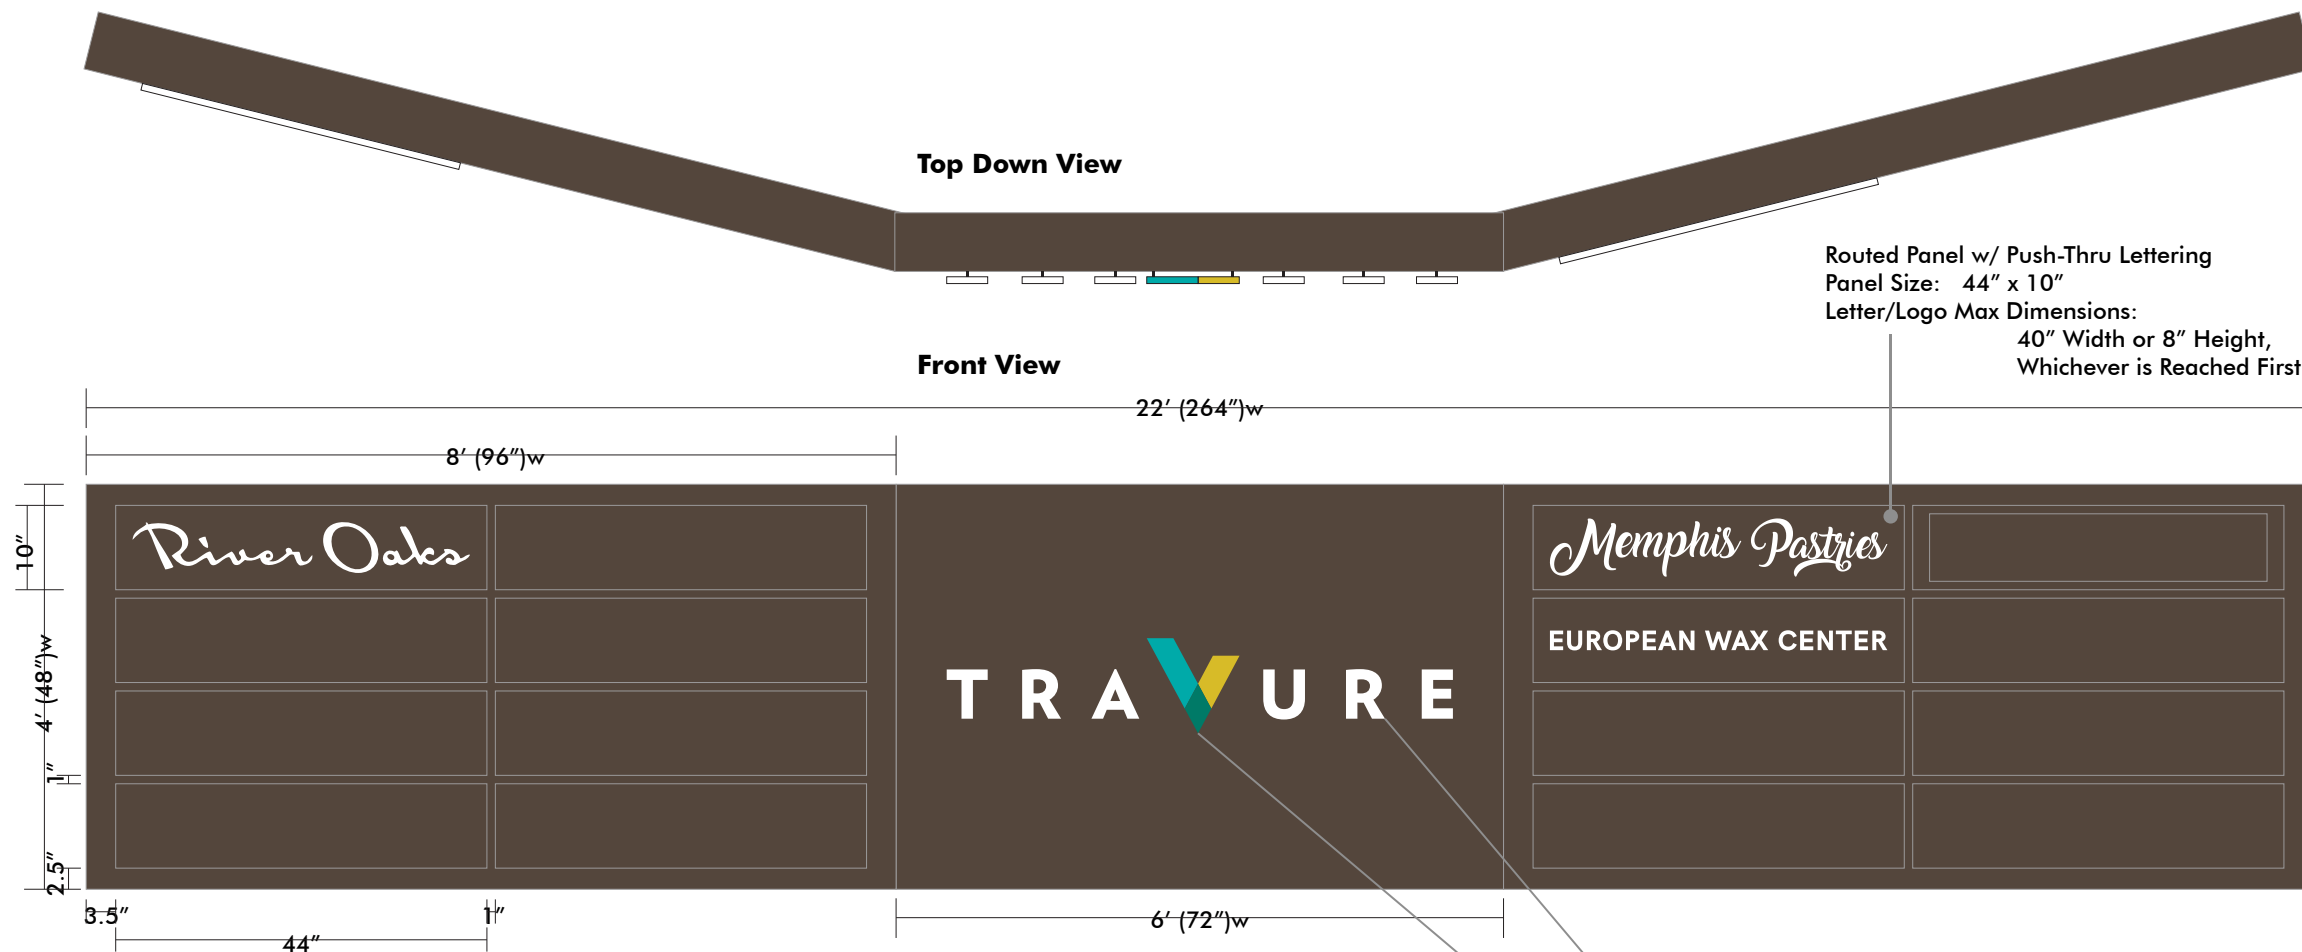 Top Down View
Routed Panel w/ Push-Thru Lettering
Panel Size: 44” x 10”
Letter/Logo Max Dimensions:
40” Width or 8” Height,
Whichever is Reached First
Front View
22’ (264”)w
8’ (96”)w
10”
4’ (48”)w
1”
2.5”
River Oaks
TRAVURE
Memphis Pastries
EUROPEAN WAX CENTER
3.5”
1”
44”
6’ (72”)w